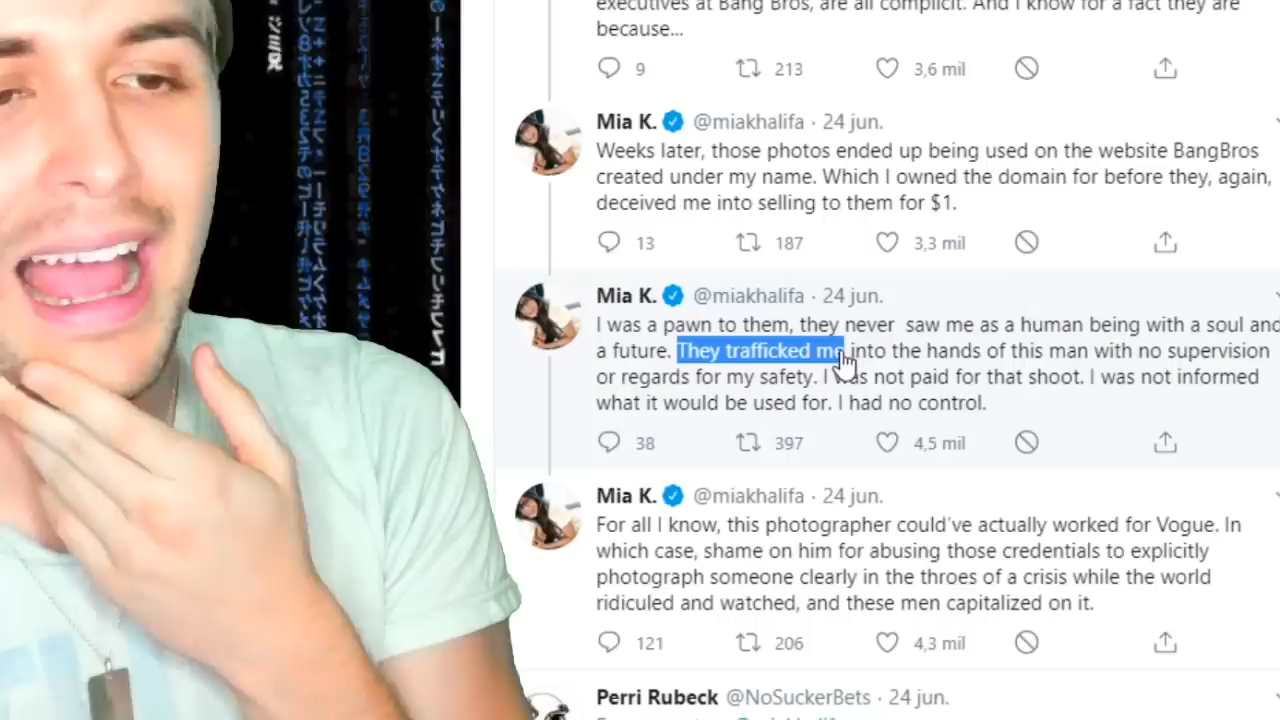 executives at Bang Bros, are all complicit. And I know for a fact they are
because...
9 213 3,6 mil
Mia K. @miakhalifa · 24 jun.
Weeks later, those photos ended up being used on the website BangBros
created under my name. Which I owned the domain for before they, again,
deceived me into selling to them for $1.
13 187 3,3 mil
Mia K. @miakhalifa · 24 jun.
I was a pawn to them, they never saw me as a human being with a soul and
a future. They trafficked me into the hands of this man with no supervision
or regards for my safety. I was not paid for that shoot. I was not informed
what it would be used for. I had no control.
38 397 4,5 mil
Mia K. @miakhalifa · 24 jun.
For all I know, this photographer could've actually worked for Vogue. In
which case, shame on him for abusing those credentials to explicitly
photograph someone clearly in the throes of a crisis while the world
ridiculed and watched, and these men capitalized on it.
121 206 4,3 mil
Perri Rubeck @NoSuckerBets · 24 jun.